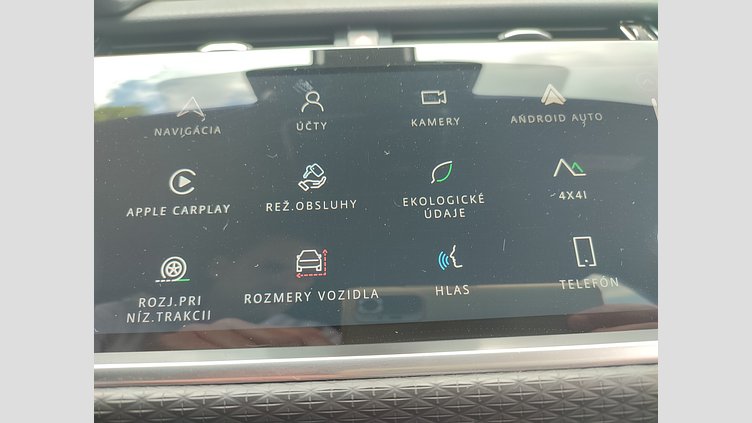 NAVIGÁCIA
ÚČTY
KAMERY
ANDROID AUTO
APPLE CARPLAY
REŽ.OBSLUHY
EKOLOGICKÉ
ÚDAJE
4X4I
ROZJ.PRI
NÍZ.TRAKCII
ROZMERY VOZIDLA
HLAS
TELEFÓN